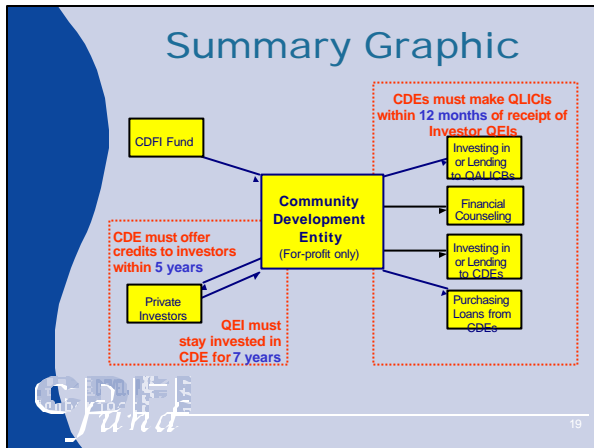 Summary Graphic
CDEs must make QLICIs
within 12 months of receipt of
Investor QEIs
CDFI Fund
Investing in
or Lending
to QALICBs
Community
Development
Entity
(For-profit only)
Financial
Counseling
CDE must offer
credits to investors
within 5 years
Investing in
or Lending
to CDEs
Private
Investors
Purchasing
Loans from
CDEs
QEI must
stay invested in
CDE for 7 years
CDFI
fund
19